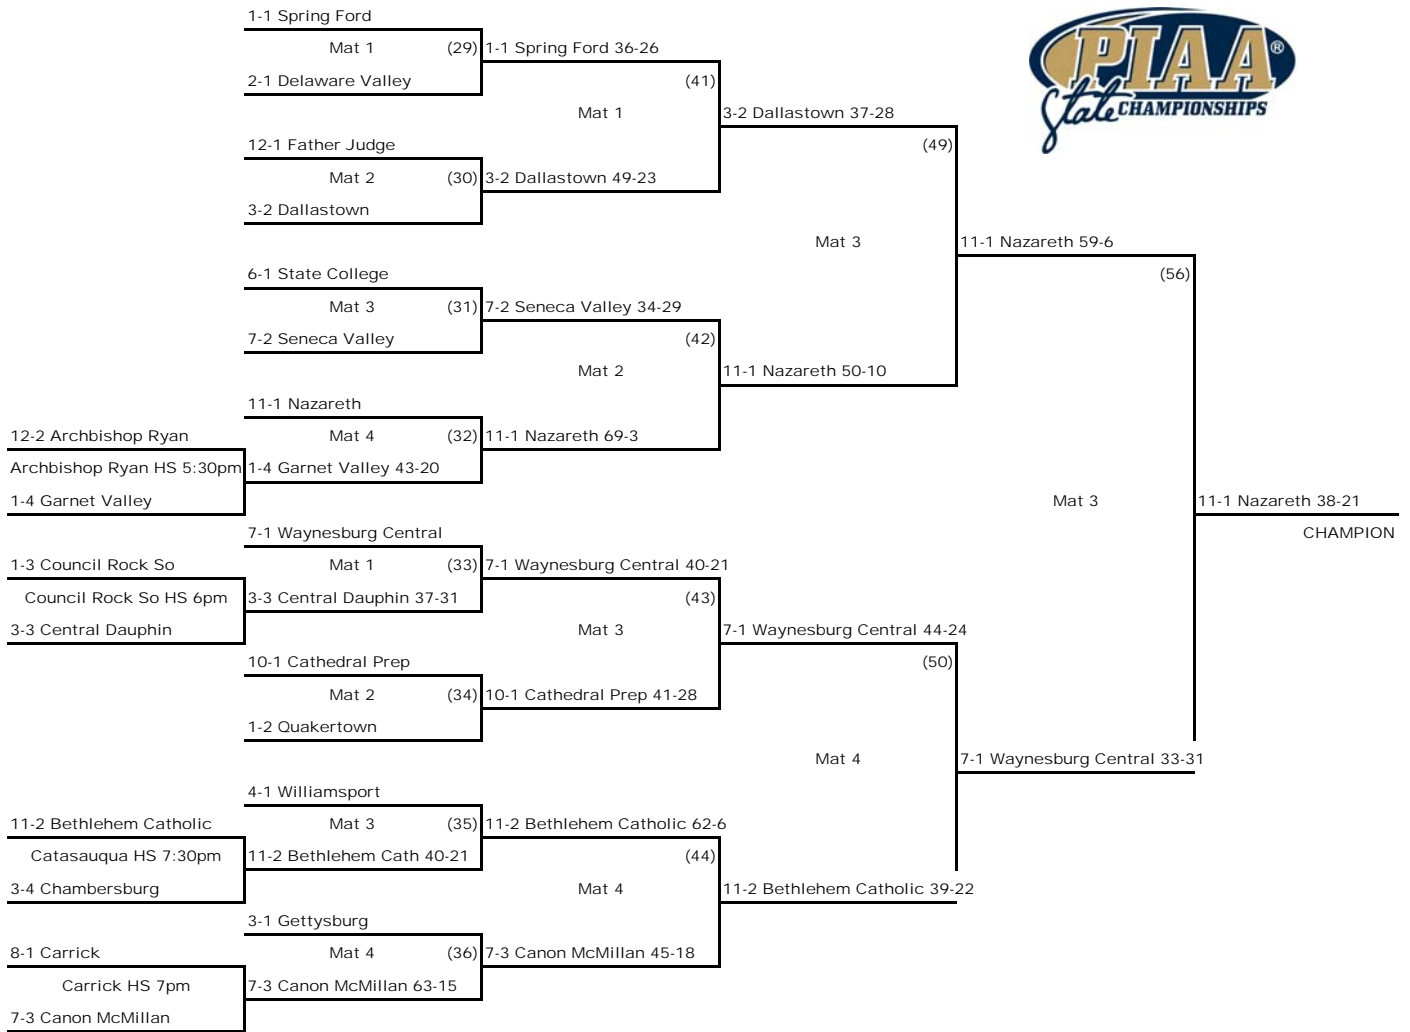 1-1 Spring Ford
Mat 1 (29) 1-1 Spring Ford 36-26
2-1 Delaware Valley (41)
Mat 1 3-2 Dallastown 37-28
12-1 Father Judge (49)
Mat 2 (30) 3-2 Dallastown 49-23
3-2 Dallastown
Mat 3 11-1 Nazareth 59-6
6-1 State College (56)
Mat 3 (31) 7-2 Seneca Valley 34-29
7-2 Seneca Valley (42)
Mat 2 11-1 Nazareth 50-10
11-1 Nazareth
12-2 Archbishop Ryan Mat 4 (32) 11-1 Nazareth 69-3
Archbishop Ryan HS 5:30pm 1-4 Garnet Valley 43-20
1-4 Garnet Valley Mat 3 11-1 Nazareth 38-21
7-1 Waynesburg Central CHAMPION
1-3 Council Rock So Mat 1 (33) 7-1 Waynesburg Central 40-21
Council Rock So HS 6pm 3-3 Central Dauphin 37-31 (43)
3-3 Central Dauphin Mat 3 7-1 Waynesburg Central 44-24
10-1 Cathedral Prep (50)
Mat 2 (34) 10-1 Cathedral Prep 41-28
1-2 Quakertown
Mat 4 7-1 Waynesburg Central 33-31
4-1 Williamsport
11-2 Bethlehem Catholic Mat 3 (35) 11-2 Bethlehem Catholic 62-6
Catasauqua HS 7:30pm 11-2 Bethlehem Cath 40-21 (44)
3-4 Chambersburg Mat 4 11-2 Bethlehem Catholic 39-22
3-1 Gettysburg
8-1 Carrick Mat 4 (36) 7-3 Canon McMillan 45-18
Carrick HS 7pm 7-3 Canon McMillan 63-15
7-3 Canon McMillan
PIAA®
State CHAMPIONSHIPS